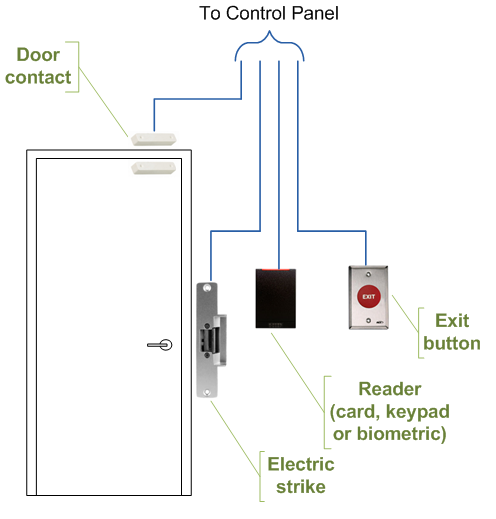 To Control Panel
Door
contact
EXIT
Exit
button
Reader
(card, keypad
or biometric)
Electric
strike